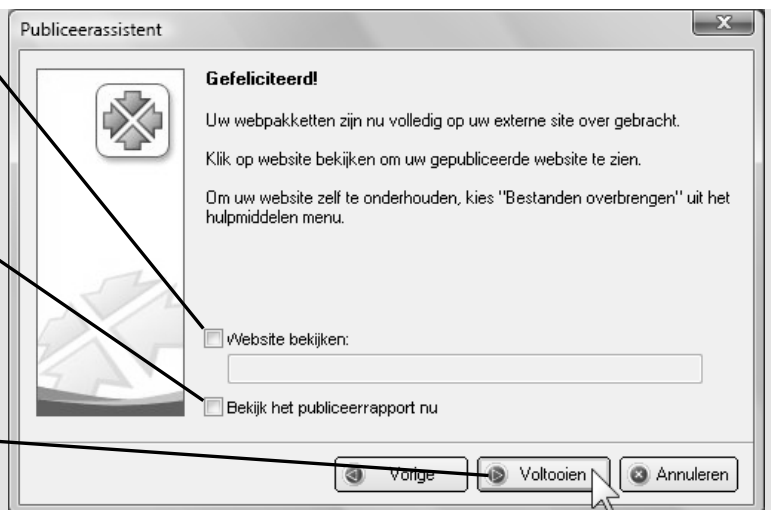 Publiceerassistent
Gefeliciteerd!
Uw webpakketten zijn nu volledig op uw externe site over gebracht.
Klik op website bekijken om uw gepubliceerde website te zien.
Om uw website zelf te onderhouden, kies "Bestanden overbrengen" uit het
hulpmiddelen menu.
Website bekijken:
Bekijk het publiceerrapport nu
Vorige
Voltooien
Annuleren